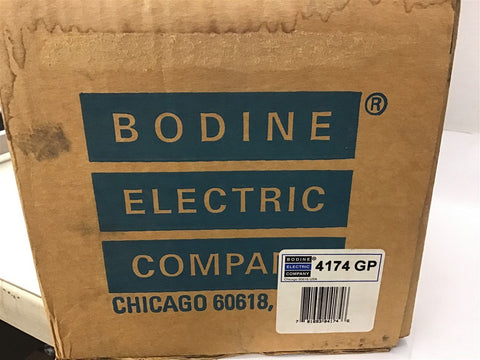 BODINE ®
ELECTRIC
COMPA
CHICAGO 60618,
BODINE ®
ELECTRIC
COMPANY
4174 GP